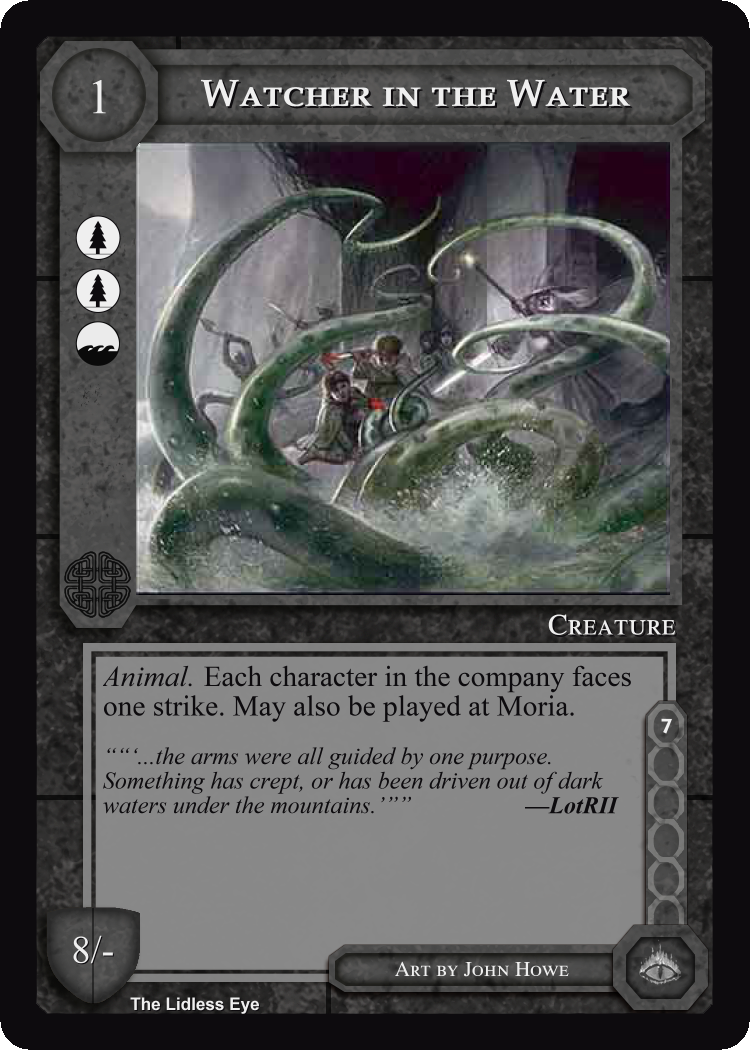 1
WATCHER IN THE WATER
CREATURE
Animal. Each character in the company faces
one strike. May also be played at Moria.
7
““‘...the arms were all guided by one purpose.
Something has crept, or has been driven out of dark
waters under the mountains.’”” —LotRII
8/-
ART BY JOHN HOWE
The Lidless Eye